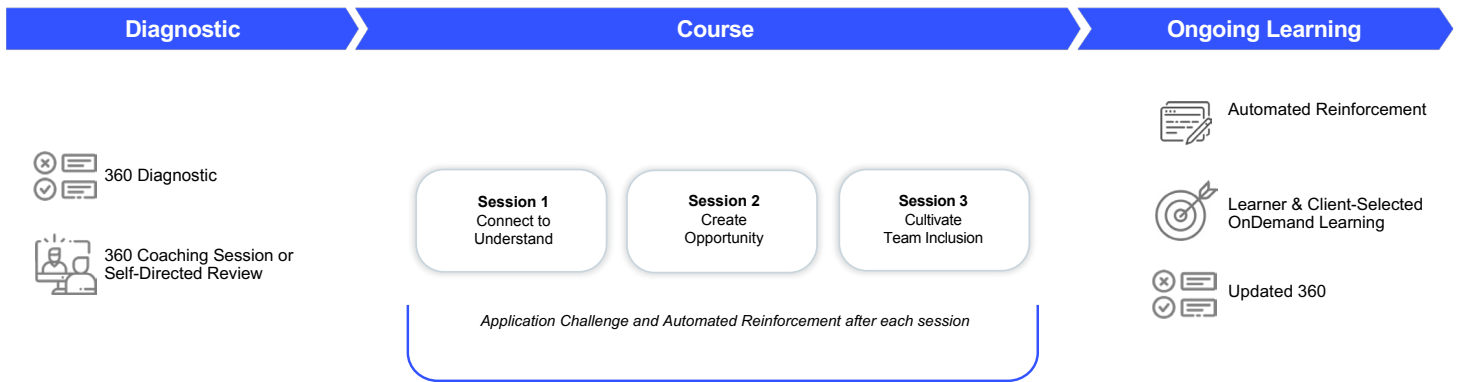 Diagnostic
Course
Ongoing Learning
360 Diagnostic
360 Coaching Session or
Self-Directed Review
Session 1
Connect to
Understand
Session 2
Create
Opportunity
Session 3
Cultivate
Team Inclusion
Application Challenge and Automated Reinforcement after each session
Automated Reinforcement
Learner & Client-Selected
OnDemand Learning
Updated 360